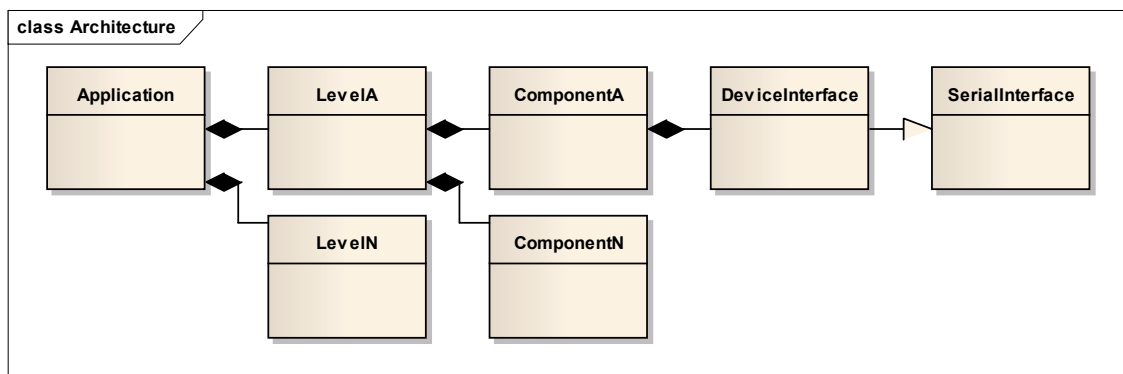 class Architecture
Application
LevelA
ComponentA
DeviceInterface
SerialInterface
LevelN
ComponentN